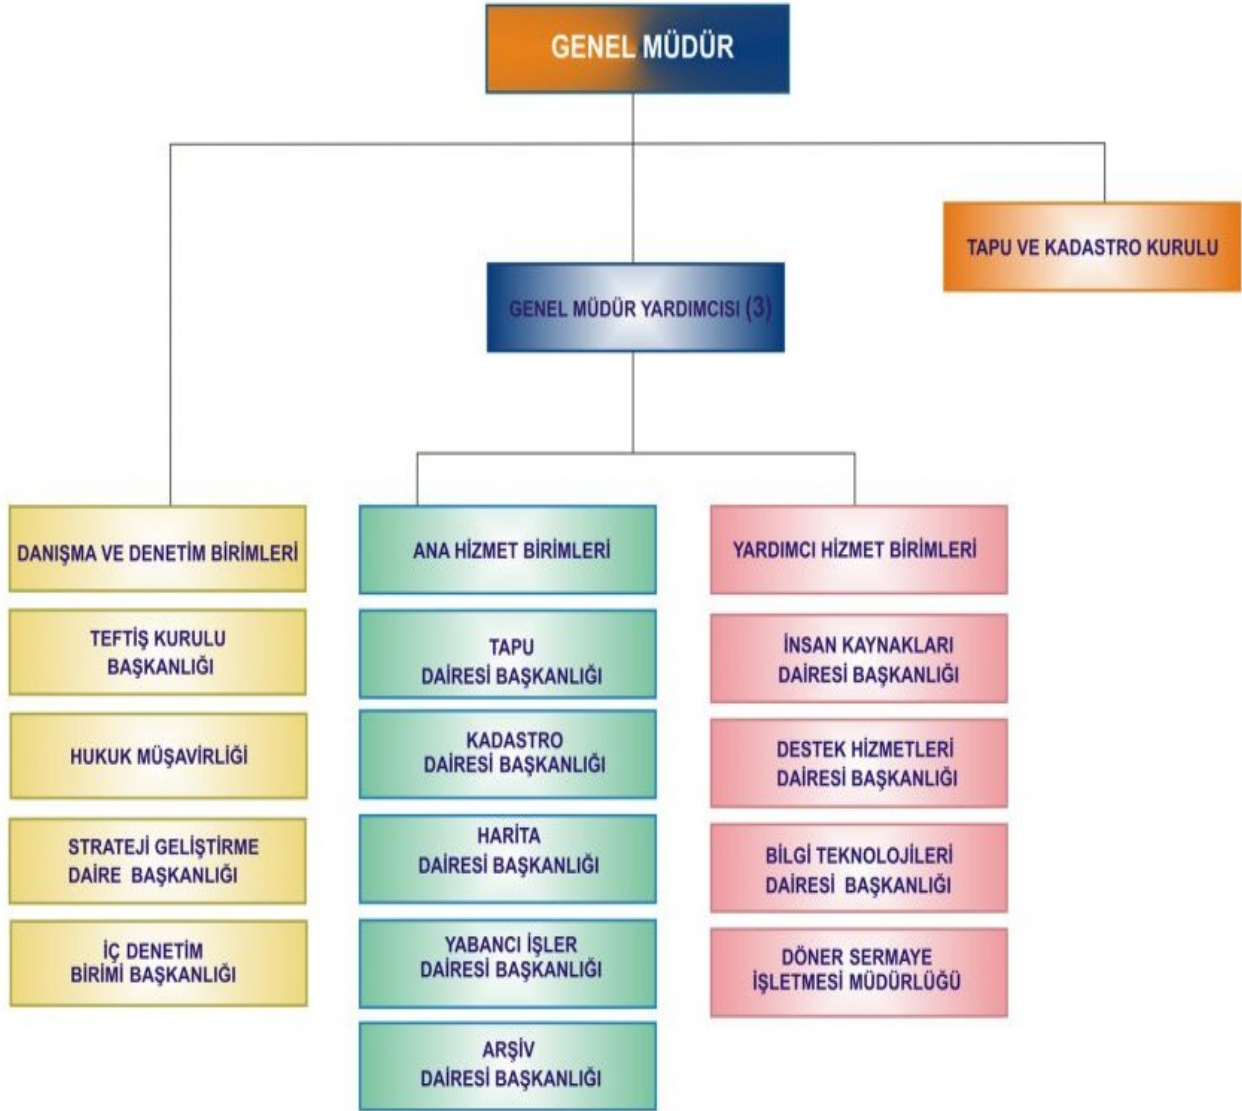 GENEL MÜDÜR
TAPU VE KADASTRO KURULU
GENEL MÜDÜR YARDIMCISI (3)
DANIŞMA VE DENETİM BİRİMLERİ
TEFTİŞ KURULU
BAŞKANLIĞI
HUKUK MÜŞAVİRLİĞİ
STRATEJİ GELİŞTİRME
DAİRE BAŞKANLIĞI
İÇ DENETİM
BİRİMİ BAŞKANLIĞI
ANA HİZMET BİRİMLERİ
TAPU
DAİRESİ BAŞKANLIĞI
KADASTRO
DAİRESİ BAŞKANLIĞI
HARİTA
DAİRESİ BAŞKANLIĞI
YABANCI İŞLER
DAİRESİ BAŞKANLIĞI
ARŞİV
DAİRESİ BAŞKANLIĞI
YARDIMCI HİZMET BİRİMLERİ
İNSAN KAYNAKLARI
DAİRESİ BAŞKANLIĞI
DESTEK HİZMETLERİ
DAİRESİ BAŞKANLIĞI
BİLGİ TEKNOLOJİLERİ
DAİRESİ BAŞKANLIĞI
DÖNER SERMAYE
İŞLETMESİ MÜDÜRLÜĞÜ